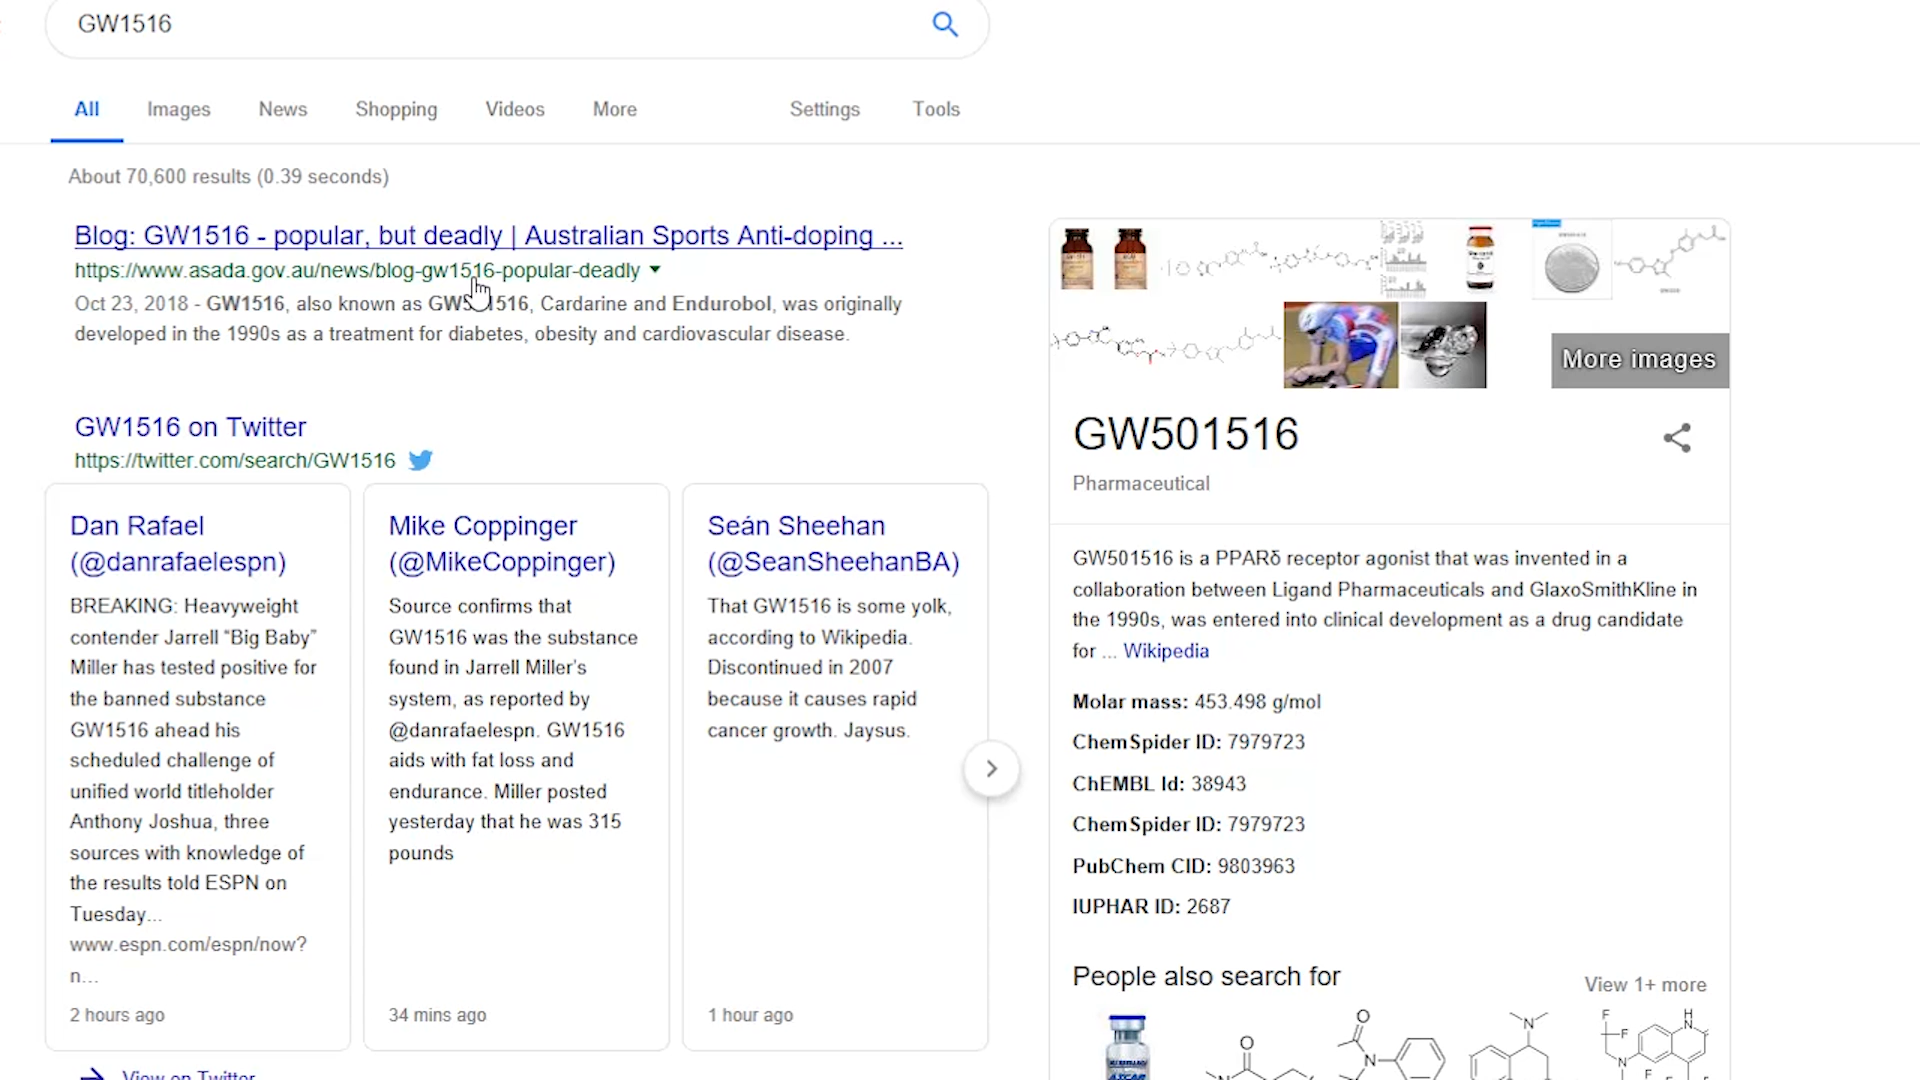 GW1516
All Images News Shopping Videos More Settings Tools
About 70,600 results (0.39 seconds)
Blog: GW1516 - popular, but deadly | Australian Sports Anti-doping ...
https://www.asada.gov.au/news/blog-gw1516-popular-deadly
Oct 23, 2018 - GW1516, also known as GW501516, Cardarine and Endurobol, was originally
developed in the 1990s as a treatment for diabetes, obesity and cardiovascular disease.
GW1516 on Twitter
https://twitter.com/search/GW1516
Dan Rafael
(@danrafaelespn)
BREAKING: Heavyweight
contender Jarrell "Big Baby"
Miller has tested positive for
the banned substance
GW1516 ahead his
scheduled challenge of
unified world titleholder
Anthony Joshua, three
sources with knowledge of
the results told ESPN on
Tuesday...
www.espn.com/espn/now?
n...
2 hours ago
Mike Coppinger
(@MikeCoppinger)
Source confirms that
GW1516 was the substance
found in Jarrell Miller's
system, as reported by
@danrafaelespn. GW1516
aids with fat loss and
endurance. Miller posted
yesterday that he was 315
pounds
34 mins ago
Seán Sheehan
(@SeanSheehanBA)
That GW1516 is some yolk,
according to Wikipedia.
Discontinued in 2007
because it causes rapid
cancer growth. Jaysus.
1 hour ago
View on Twitter
More images
GW501516
Pharmaceutical
GW501516 is a PPARδ receptor agonist that was invented in a
collaboration between Ligand Pharmaceuticals and GlaxoSmithKline in
the 1990s, was entered into clinical development as a drug candidate
for ... Wikipedia
Molar mass: 453.498 g/mol
ChemSpider ID: 7979723
ChEMBL Id: 38943
ChemSpider ID: 7979723
PubChem CID: 9803963
IUPHAR ID: 2687
People also search for
View 1+ more